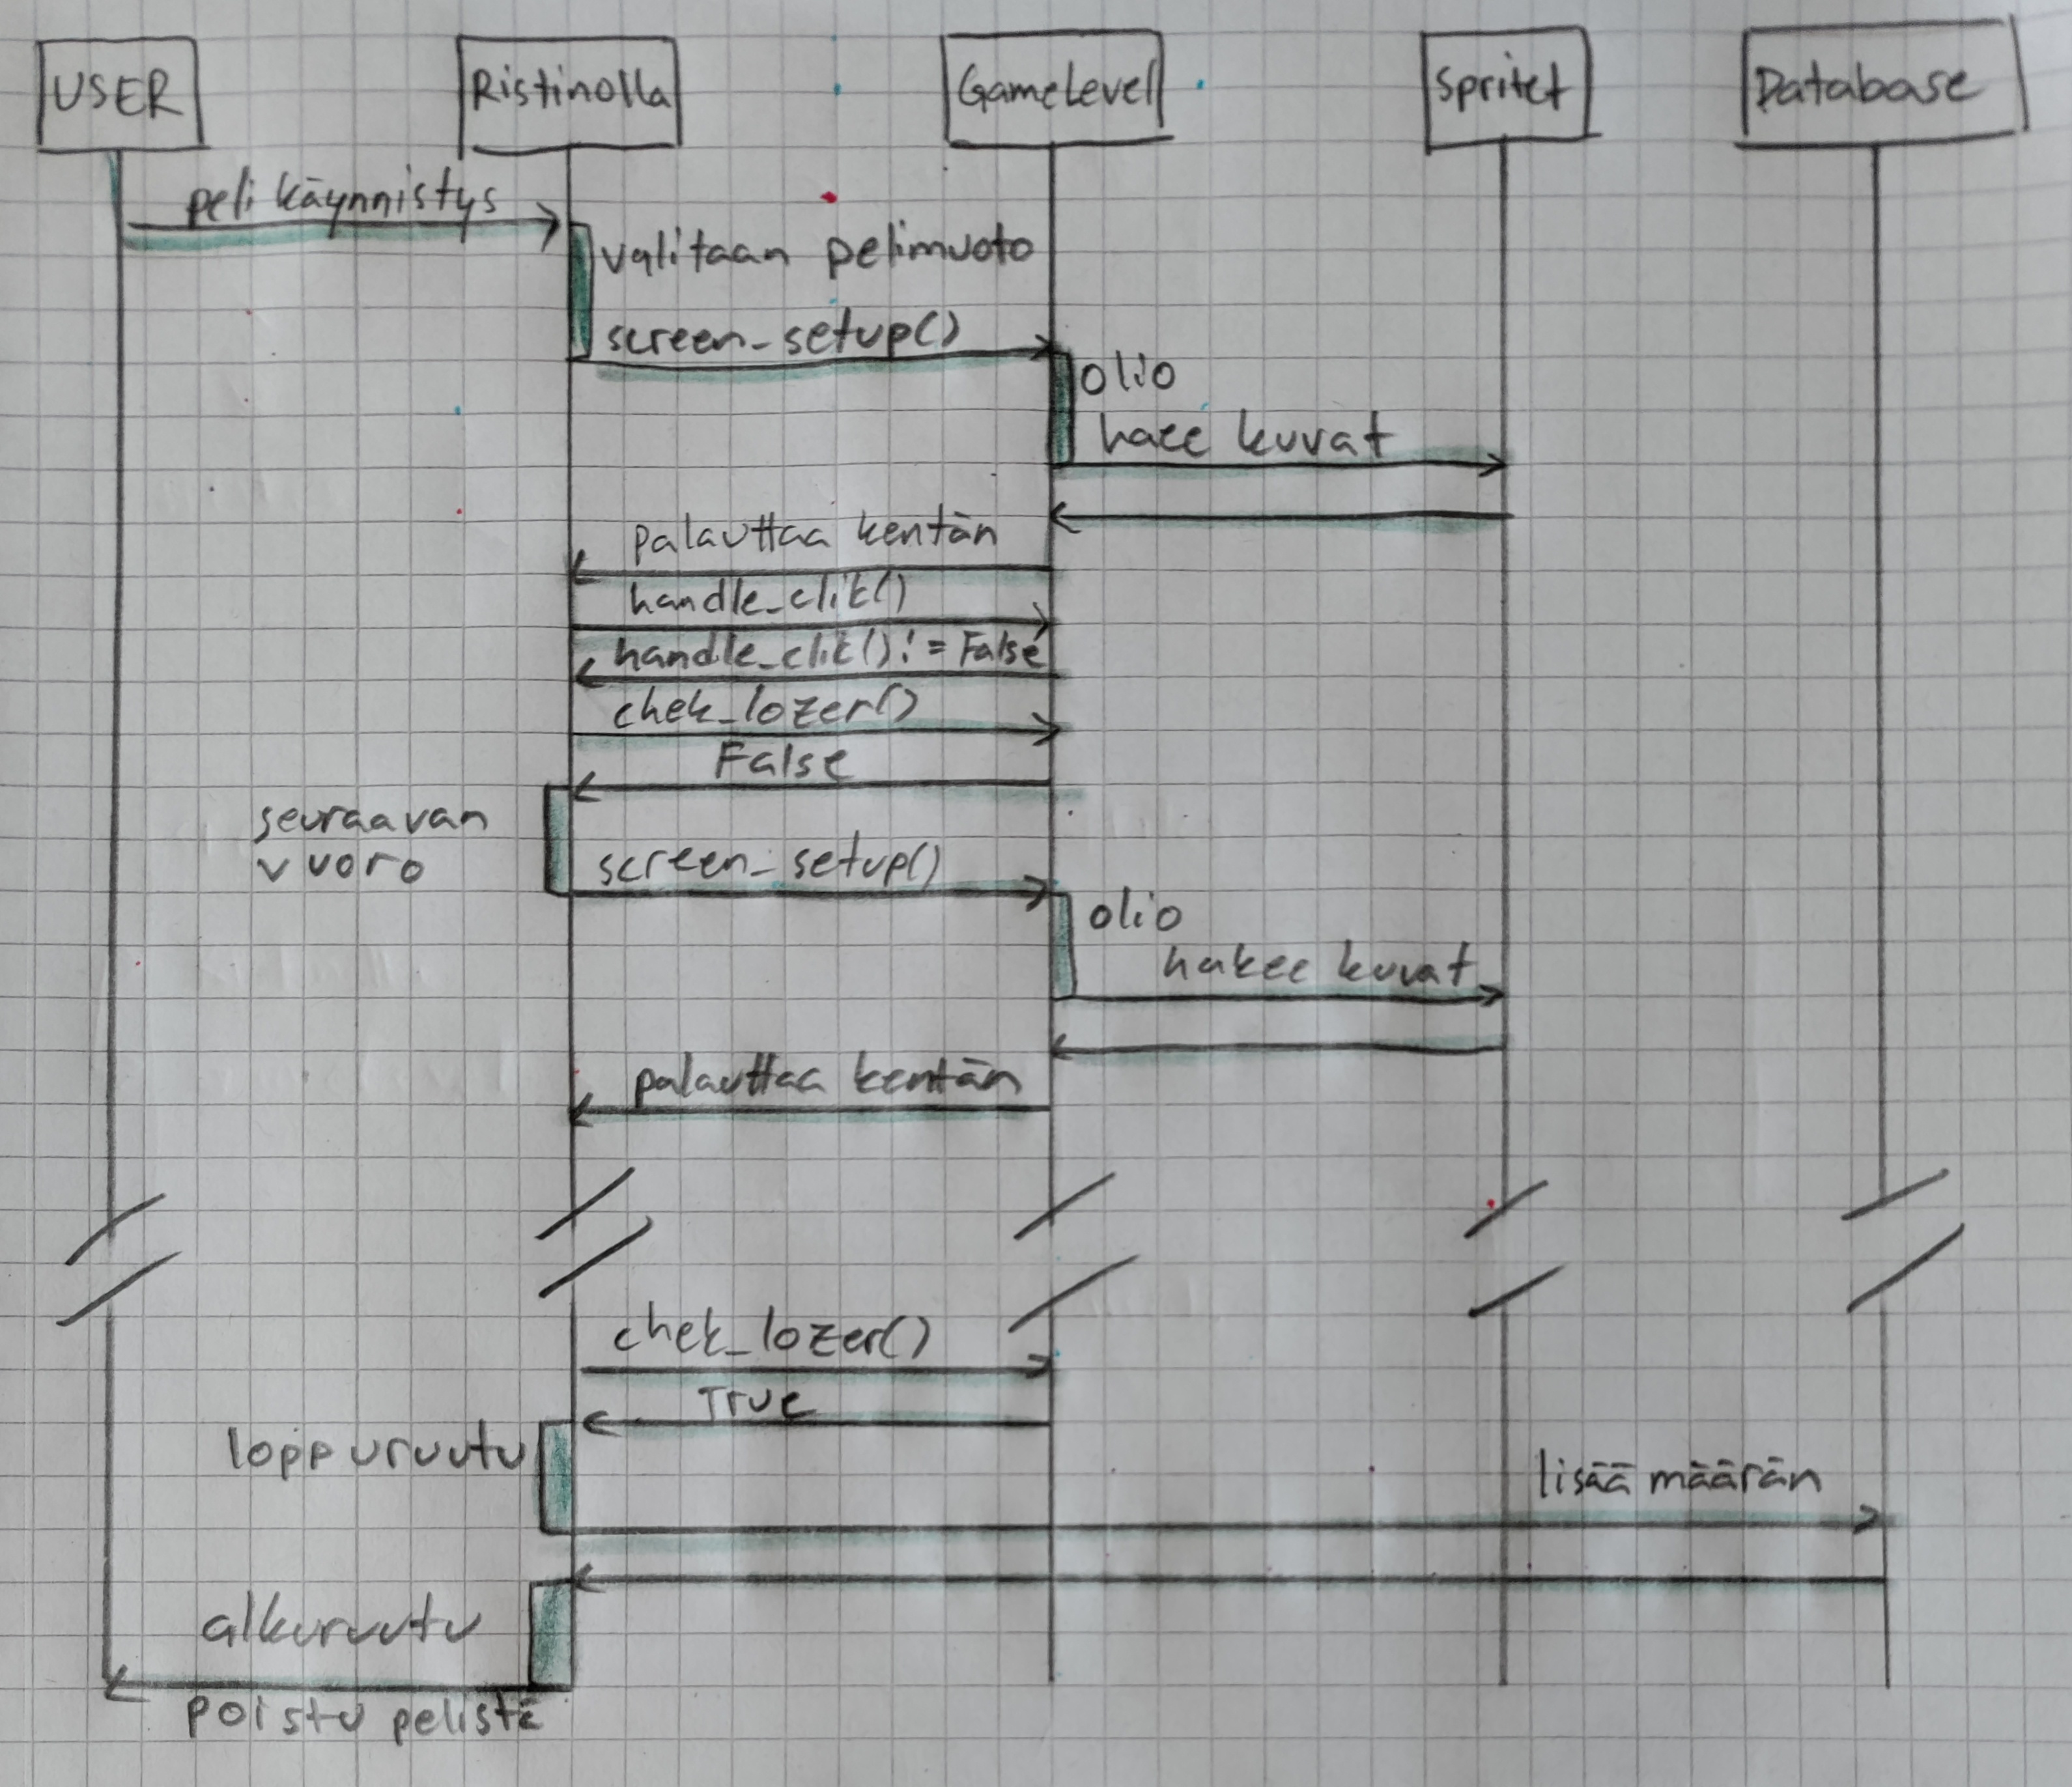 USER
Ristinolla
GameLevel
Spritet
Database
peli käynnistys
valitaan pelimuoto
screen_setup()
olio
haee kuvat
palauttaa kentän
handle_clik()
handle_clik()!=False
chek_lozer()
False
seuraavan
vuoro
screen_setup()
olio
hakee kuvat
palauttaa kentän
chek_lozer()
True
loppuruutu
lisää määrän
alkuruutu
poistu pelistä